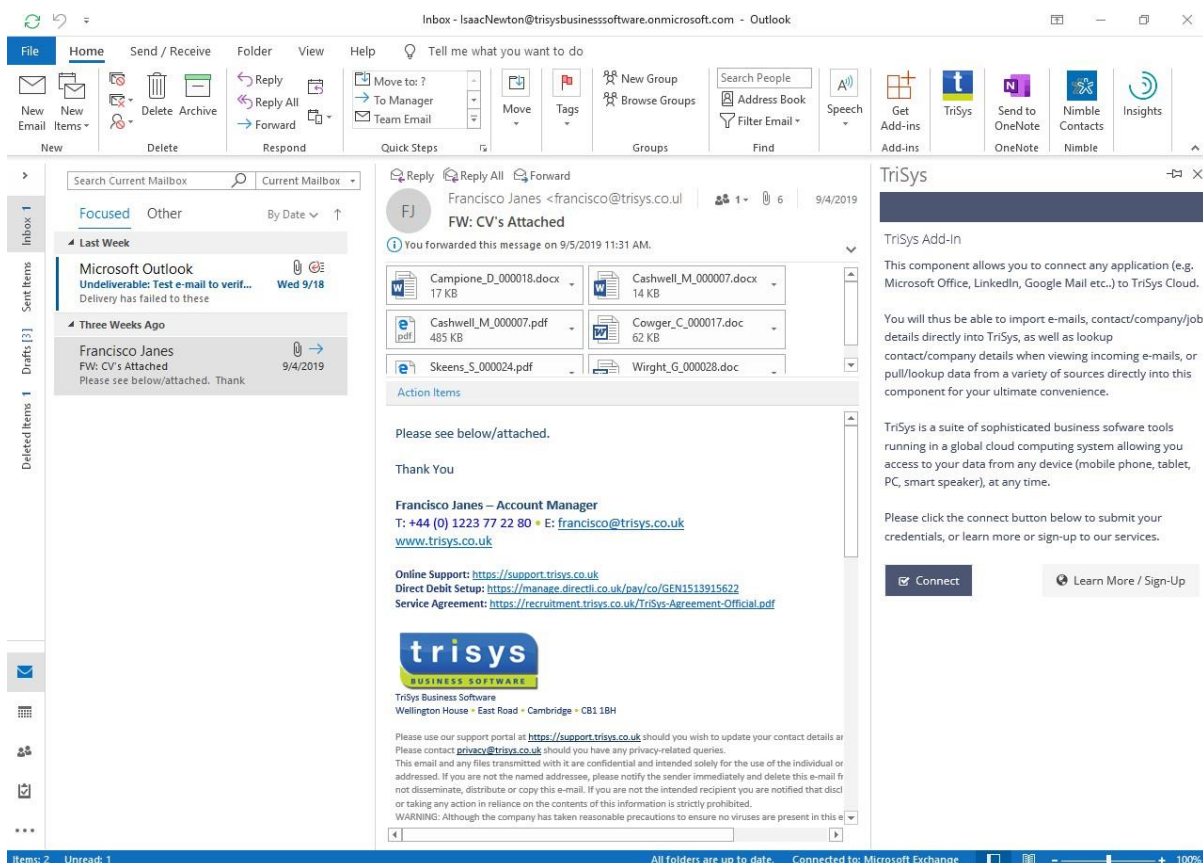 Inbox - IsaacNewton@trisysbusinesssoftware.onmicrosoft.com - Outlook
File Home Send / Receive Folder View Help Tell me what you want to do
New Email
New Items
Delete Archive
Reply
Reply All
Forward
Move to: ?
To Manager
Team Email
Move
Tags
New Group
Browse Groups
Search People
Address Book
Filter Email
Speech
Get Add-ins
t
TriSys
N
Send to OneNote
Nimble Contacts
Insights
New Delete Respond Quick Steps Groups Find Add-ins OneNote Nimble
Inbox 1
Sent Items
Drafts [3]
Deleted Items 1
Search Current Mailbox Current Mailbox
Focused Other By Date
Last Week
Microsoft Outlook
Undeliverable: Test e-mail to verif... Wed 9/18
Delivery has failed to these
Three Weeks Ago
Francisco Janes
FW: CV's Attached 9/4/2019
Please see below/attached. Thank
Reply Reply All Forward
FJ
Francisco Janes <francisco@trisys.co.ul 1 6 9/4/2019
FW: CV's Attached
You forwarded this message on 9/5/2019 11:31 AM.
Campione_D_000018.docx
17 KB
Cashwell_M_000007.docx
14 KB
Cashwell_M_000007.pdf
485 KB
Cowger_C_000017.doc
62 KB
Skeens_S_000024.pdf
Wirght_G_000028.doc
Action Items
Please see below/attached.
Thank You
Francisco Janes – Account Manager
T: +44 (0) 1223 77 22 80 • E: francisco@trisys.co.uk
www.trisys.co.uk
Online Support: https://support.trisys.co.uk
Direct Debit Setup: https://manage.directli.co.uk/pay/co/GEN1513915622
Service Agreement: https://recruitment.trisys.co.uk/TriSys-Agreement-Official.pdf
trisys
BUSINESS SOFTWARE
TriSys Business Software
Wellington House • East Road • Cambridge • CB1 1BH
Please use our support portal at https://support.trisys.co.uk should you wish to update your contact details
Please contact privacy@trisys.co.uk should you have any privacy-related queries.
This email and any files transmitted with it are confidential and intended solely for the use of the individual or
addressed. If you are not the named addressee, please notify the sender immediately and delete this e-mail
not disseminate, distribute or copy this e-mail. If you are not the intended recipient you are notified that
or taking any action in reliance on the contents of this information is strictly prohibited.
WARNING: Although the company has taken reasonable precautions to ensure no viruses are present in this
TriSys
TriSys Add-In
This component allows you to connect any application (e.g.
Microsoft Office, LinkedIn, Google Mail etc..) to TriSys Cloud.
You will thus be able to import e-mails, contact/company/job
details directly into TriSys, as well as lookup
contact/company details when viewing incoming e-mails, or
pull/lookup data from a variety of sources directly into this
component for your ultimate convenience.
TriSys is a suite of sophisticated business sofware tools
running in a global cloud computing system allowing you
access to your data from any device (mobile phone, tablet,
PC, smart speaker), at any time.
Please click the connect button below to submit your
credentials, or learn more or sign-up to our services.
Connect Learn More / Sign-Up
Items: 2 Unread: 1 All folders are up to date. Connected to: Microsoft Exchange 100%